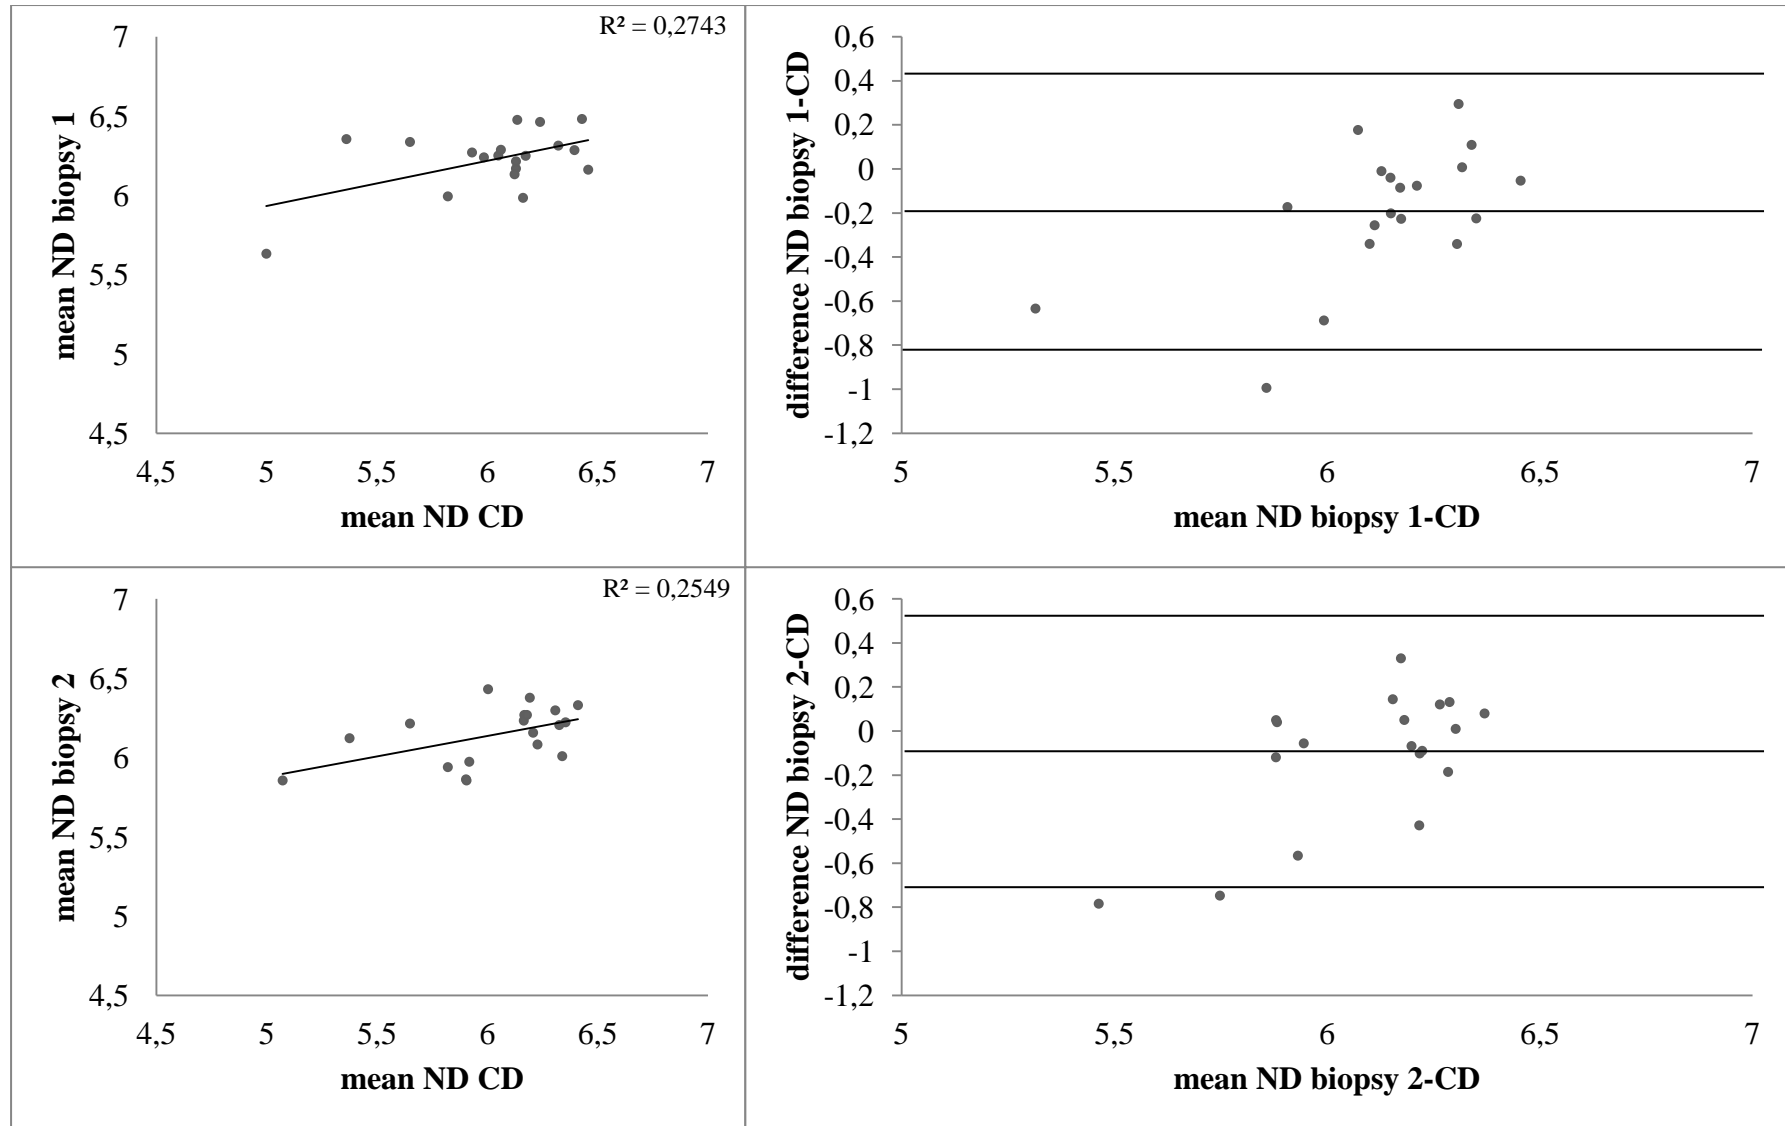 R² = 0,2743
mean ND biopsy 1
7
6,5
6
5,5
5
4,5
4,5 5 5,5 6 6,5 7
mean ND CD
difference ND biopsy 1-CD
0,6
0,4
0,2
0
-0,2
-0,4
-0,6
-0,8
-1
-1,2
5 5,5 6 6,5 7
mean ND biopsy 1-CD
R² = 0,2549
mean ND biopsy 2
7
6,5
6
5,5
5
4,5
4,5 5 5,5 6 6,5 7
mean ND CD
difference ND biopsy 2-CD
0,6
0,4
0,2
0
-0,2
-0,4
-0,6
-0,8
-1
-1,2
5 5,5 6 6,5 7
mean ND biopsy 2-CD